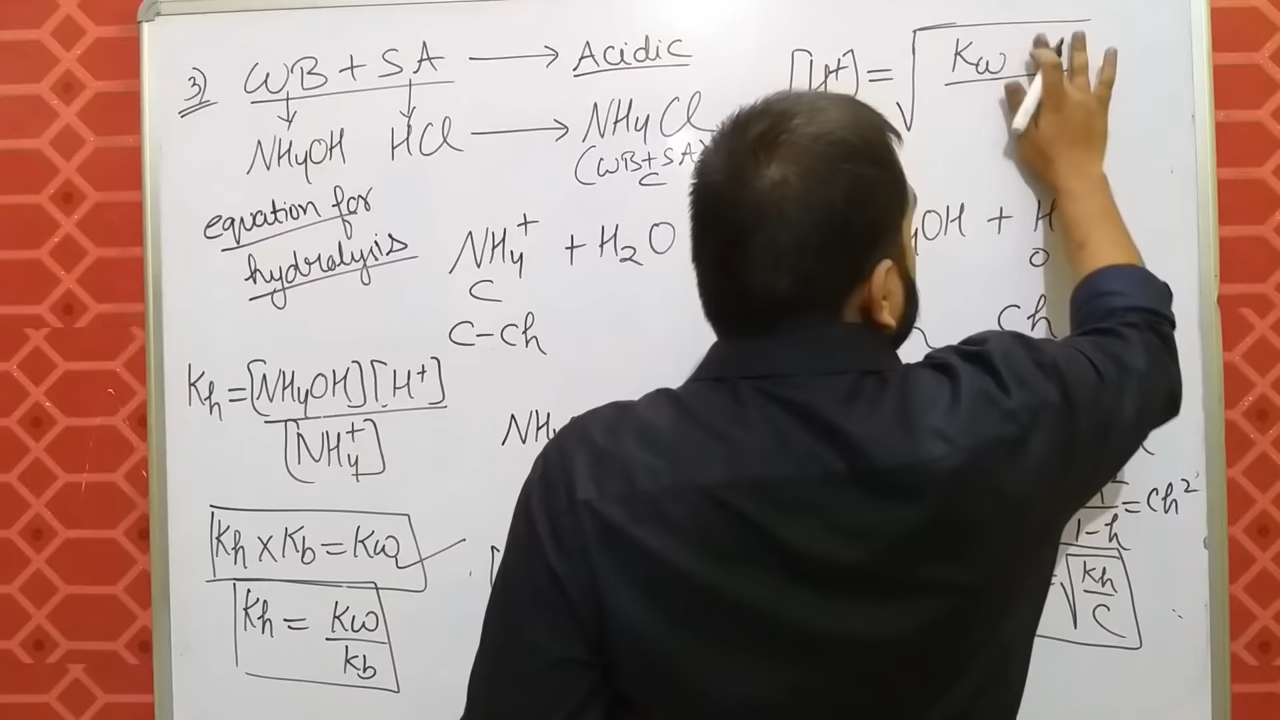 3) WB + SA → Acidic
[H+] = √ Kw
NH4OH HCl → NH4Cl
(WB+SA)
C
equation for
hydrolysis
NH4+ + H2O
OH + H
C
O
C-Ch
Ch
Kh = [NH4OH][H+]
[NH4+]
NH4
1-h = Ch2
Kh × Kb = Kw
√ Kh
C
Kh = Kw
Kb